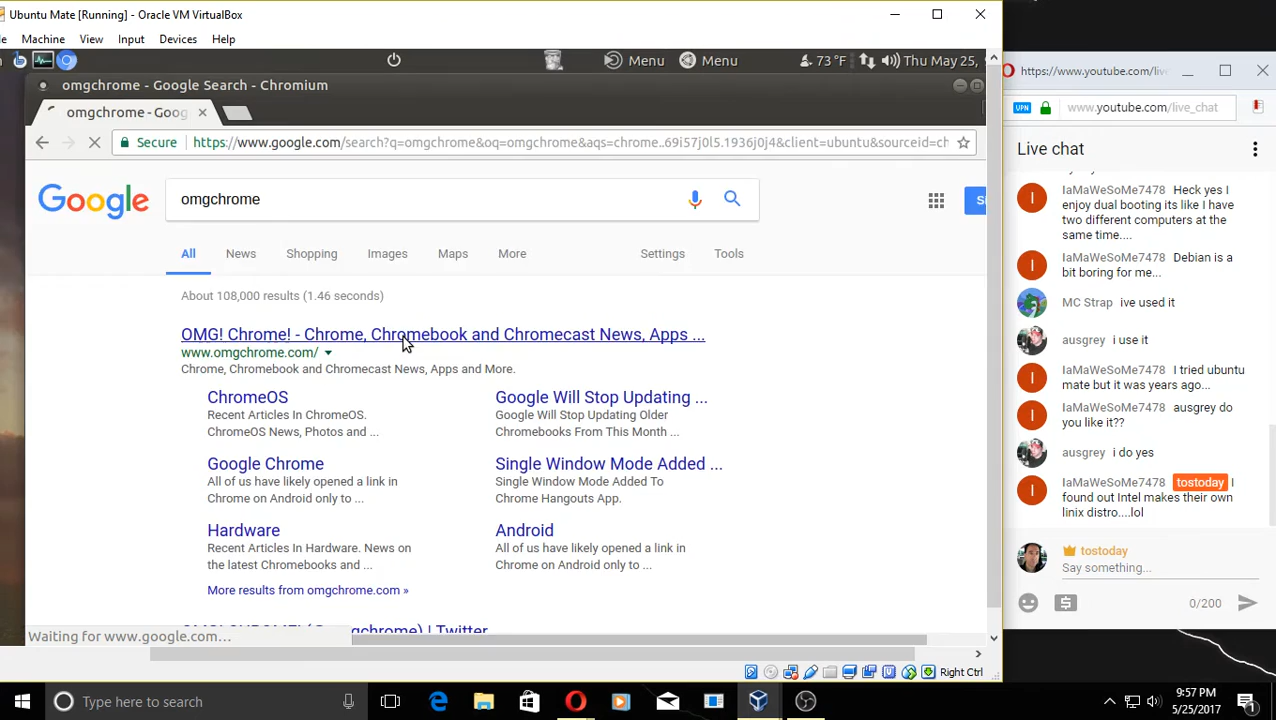 Ubuntu Mate [Running] - Oracle VM VirtualBox
Machine View Input Devices Help
Menu Menu 73 °F Thu May 25,
omgchrome - Google Search - Chromium
omgchrome - Goog
Secure https://www.google.com/search?q=omgchrome&oq=omgchrome&aqs=chrome..69i57j0l5.1936j0j4&client=ubuntu&sourceid=ch
Google
omgchrome
All News Shopping Images Maps More Settings Tools
About 108,000 results (1.46 seconds)
OMG! Chrome! - Chrome, Chromebook and Chromecast News, Apps ...
www.omgchrome.com/
Chrome, Chromebook and Chromecast News, Apps and More.
ChromeOS
Recent Articles In ChromeOS.
ChromeOS News, Photos and ...
Google Will Stop Updating ...
Google Will Stop Updating Older
Chromebooks From This Month ...
Google Chrome
All of us have likely opened a link in
Chrome on Android only to ...
Single Window Mode Added ...
Single Window Mode Added To
Chrome Hangouts App.
Hardware
Recent Articles In Hardware. News on
the latest Chromebooks and ...
Android
All of us have likely opened a link in
Chrome on Android only to ...
More results from omgchrome.com »
| Twitter
Waiting for www.google.com...
Right Ctrl
https://www.youtube.com/liv
VPN www.youtube.com/live_chat
Live chat
IaMaWeSoMe7478 Heck yes I
enjoy dual booting its like I have
two different computers at the
same time....
IaMaWeSoMe7478 Debian is a
bit boring for me...
MC Strap ive used it
ausgrey i use it
IaMaWeSoMe7478 I tried ubuntu
mate but it was years ago...
IaMaWeSoMe7478 ausgrey do
you like it??
ausgrey i do yes
IaMaWeSoMe7478 tostoday I
found out Intel makes their own
linix distro....lol
tostoday
Say something...
0/200
Type here to search
9:57 PM
5/25/2017